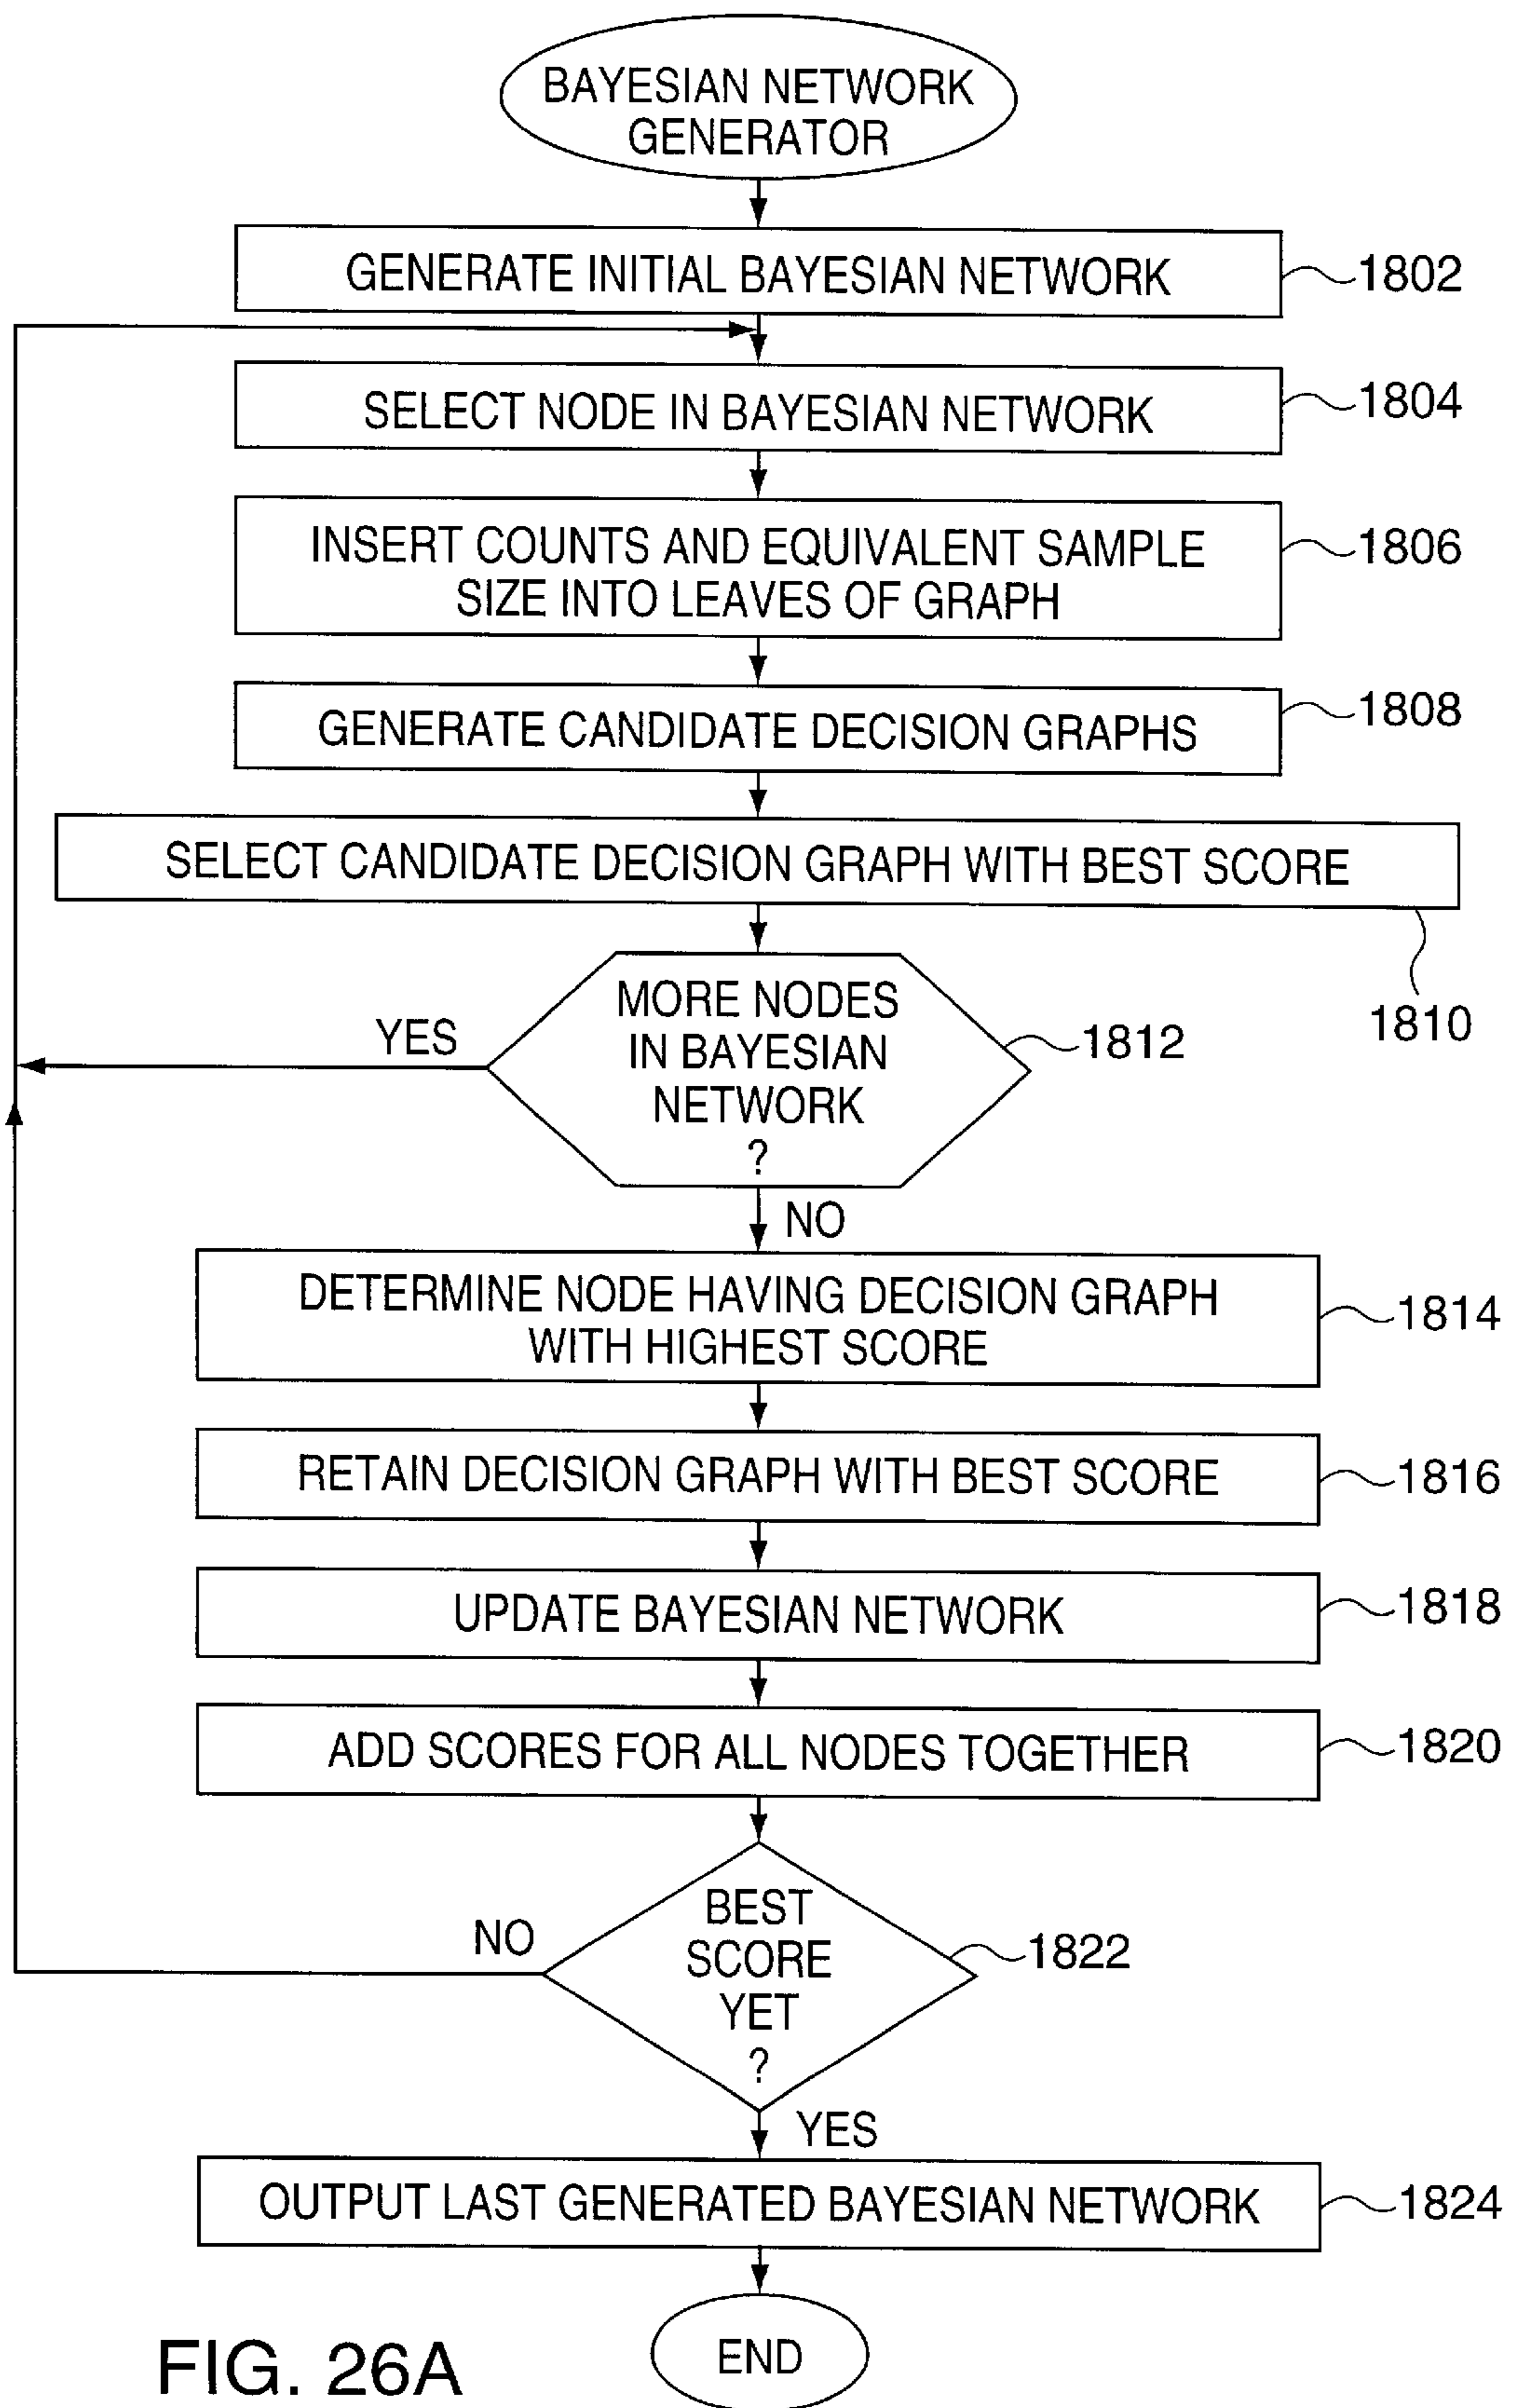 BAYESIAN NETWORK
GENERATOR
GENERATE INITIAL BAYESIAN NETWORK
1802
SELECT NODE IN BAYESIAN NETWORK
1804
INSERT COUNTS AND EQUIVALENT SAMPLE
SIZE INTO LEAVES OF GRAPH
1806
GENERATE CANDIDATE DECISION GRAPHS
1808
SELECT CANDIDATE DECISION GRAPH WITH BEST SCORE
1810
MORE NODES
IN BAYESIAN
NETWORK
?
1812
YES
NO
DETERMINE NODE HAVING DECISION GRAPH
WITH HIGHEST SCORE
1814
RETAIN DECISION GRAPH WITH BEST SCORE
1816
UPDATE BAYESIAN NETWORK
1818
ADD SCORES FOR ALL NODES TOGETHER
1820
BEST
SCORE
YET
?
1822
NO
YES
OUTPUT LAST GENERATED BAYESIAN NETWORK
1824
END
FIG. 26A